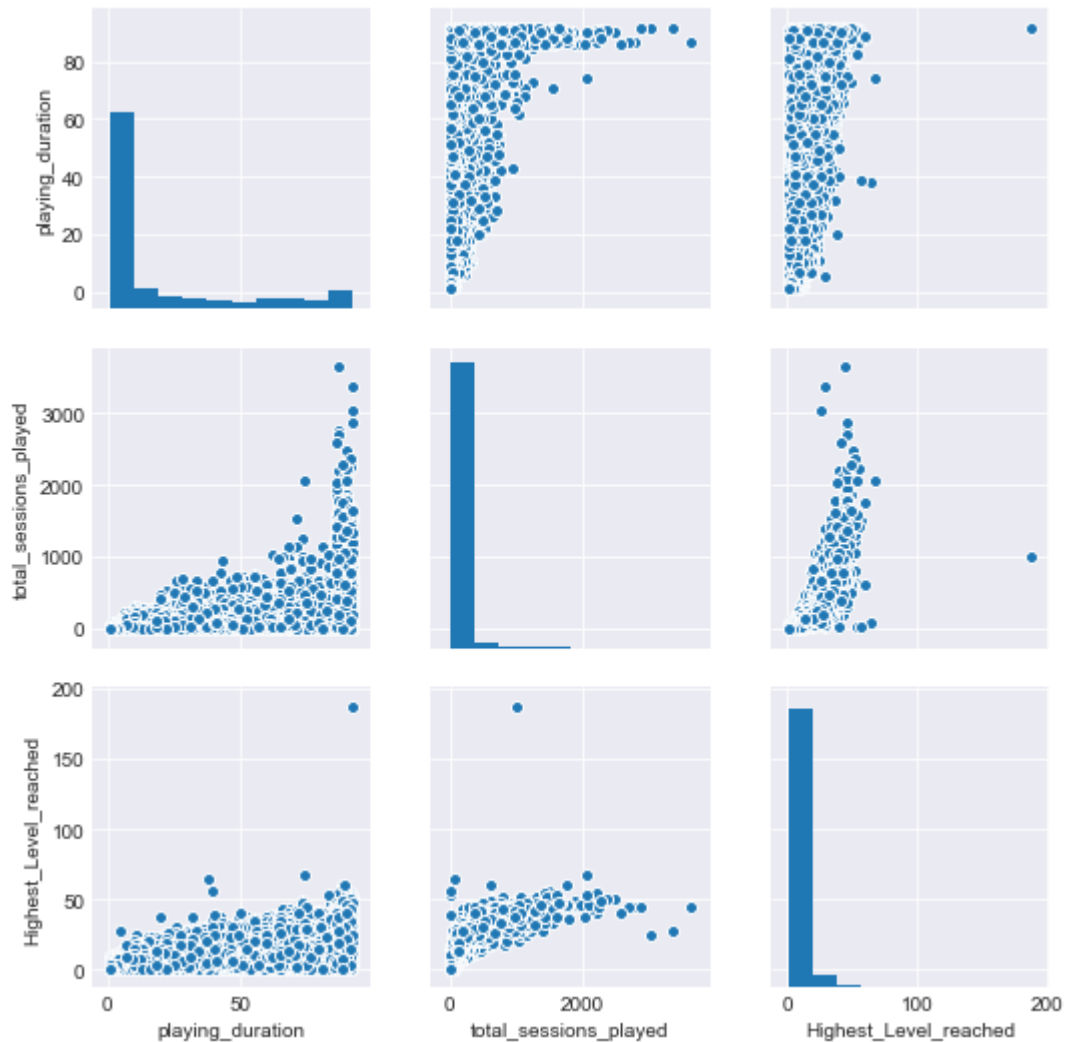 playing_duration
80
60
40
20
0
total_sessions_played
3000
2000
1000
0
Highest_Level_reached
200
150
100
50
0
0 50
playing_duration
0 2000
total_sessions_played
0 100 200
Highest_Level_reached